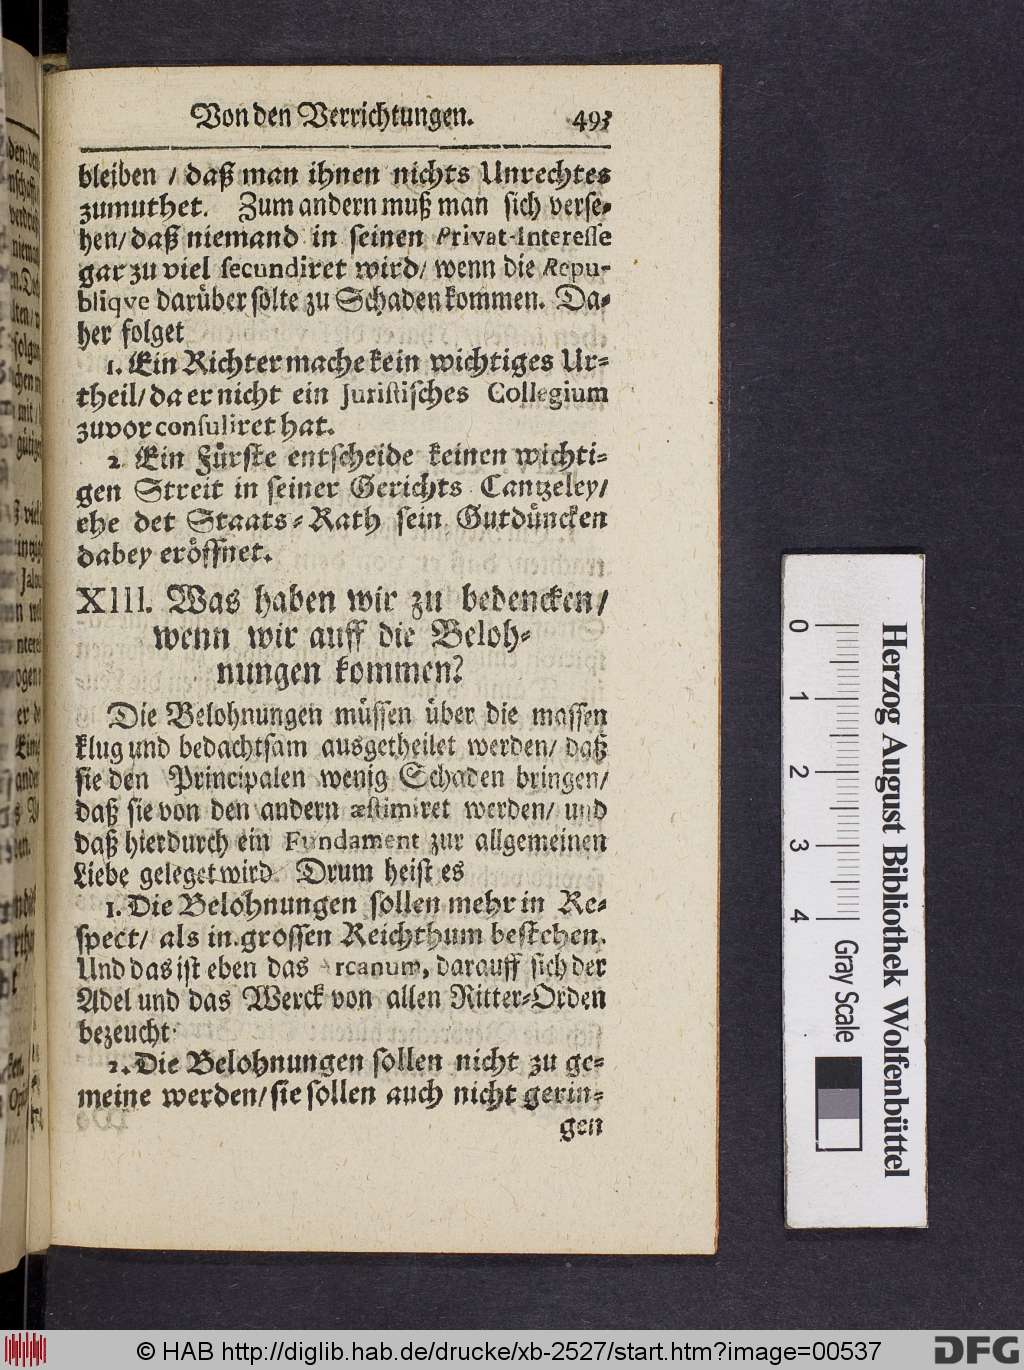 Von den Verrichtungen. 493
bleiben / daß man ihnen nichts Unrechtes
zumuthet. Zum andern muß man sich verse-
hen/ daß niemand in seinen Privat-Interesse
gar zu viel secundiret wird/ wenn die Repu-
bliqve darüber solte zu Schaden kommen. Da-
her folget
1. Ein Richter mache kein wichtiges Ur-
theil/ da er nicht ein Juristisches Collegium
zuvor consuliret hat.
2. Ein Fürste entscheide keinen wichti-
gen Streit in seiner Gerichts Cantzeley/
ehe det Staats-Rath sein Gutdüncken
dabey eröffnet.
XIII. Was haben wir zu bedencken/
wenn wir auff die Beloh-
nungen kommen?
Die Belohnungen müssen über die massen
klug und bedachtsam ausgetheilet werden/ daß
sie den Principalen wenig Schaden bringen/
daß sie von den andern æstimiret werden/ und
daß hierdurch ein Fundament zur allgemeinen
Liebe geleget wird. Drum heist es
1. Die Belohnungen sollen mehr in Re-
spect/ als in grossen Reichthum bestehen.
Und das ist eben das Arcanum, darauff sich der
Adel und das Werck von allen Ritter-Orden
bezeucht.
2. Die Belohnungen sollen nicht zu ge-
meine werden/ sie sollen auch nicht gerin-
gen
0 1 2 3 4
Gray Scale
Herzog August Bibliothek Wolfenbüttel
© HAB http://diglib.hab.de/drucke/xb-2527/start.htm?image=00537
DFG